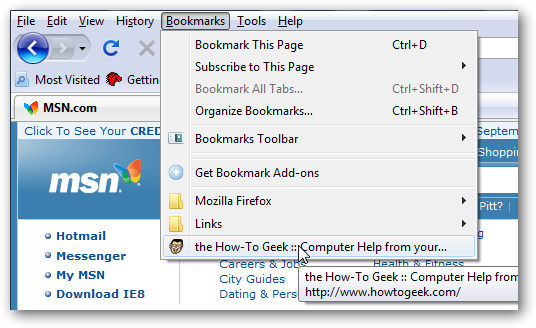 File Edit View History Bookmarks Tools Help
Bookmark This Page Ctrl+D
Subscribe to This Page
Bookmark All Tabs... Ctrl+Shift+D
Organize Bookmarks... Ctrl+Shift+B
Bookmarks Toolbar
Get Bookmark Add-ons
Mozilla Firefox
Links
the How-To Geek :: Computer Help from your...
the How-To Geek :: Computer Help from
http://www.howtogeek.com/
Most Visited Gettin
MSN.com
Click To See Your CRED
Septem
Shopping
msn
Pitt?
Hotmail
Messenger
My MSN
Download IE8
Careers & Jobs
City Guides
Dating & Person
Health & Fitness